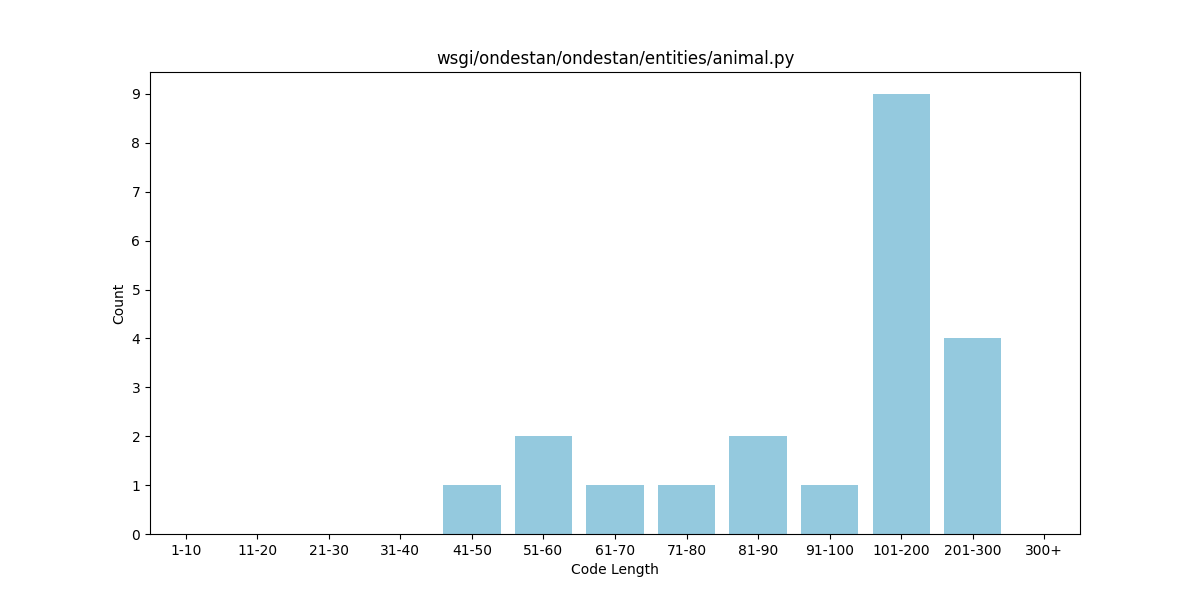 wsgi/ondestan/ondestan/entities/animal.py
9
8
7
6
5
4
3
2
1
0
Count
1-10 11-20 21-30 31-40 41-50 51-60 61-70 71-80 81-90 91-100 101-200 201-300 300+
Code Length